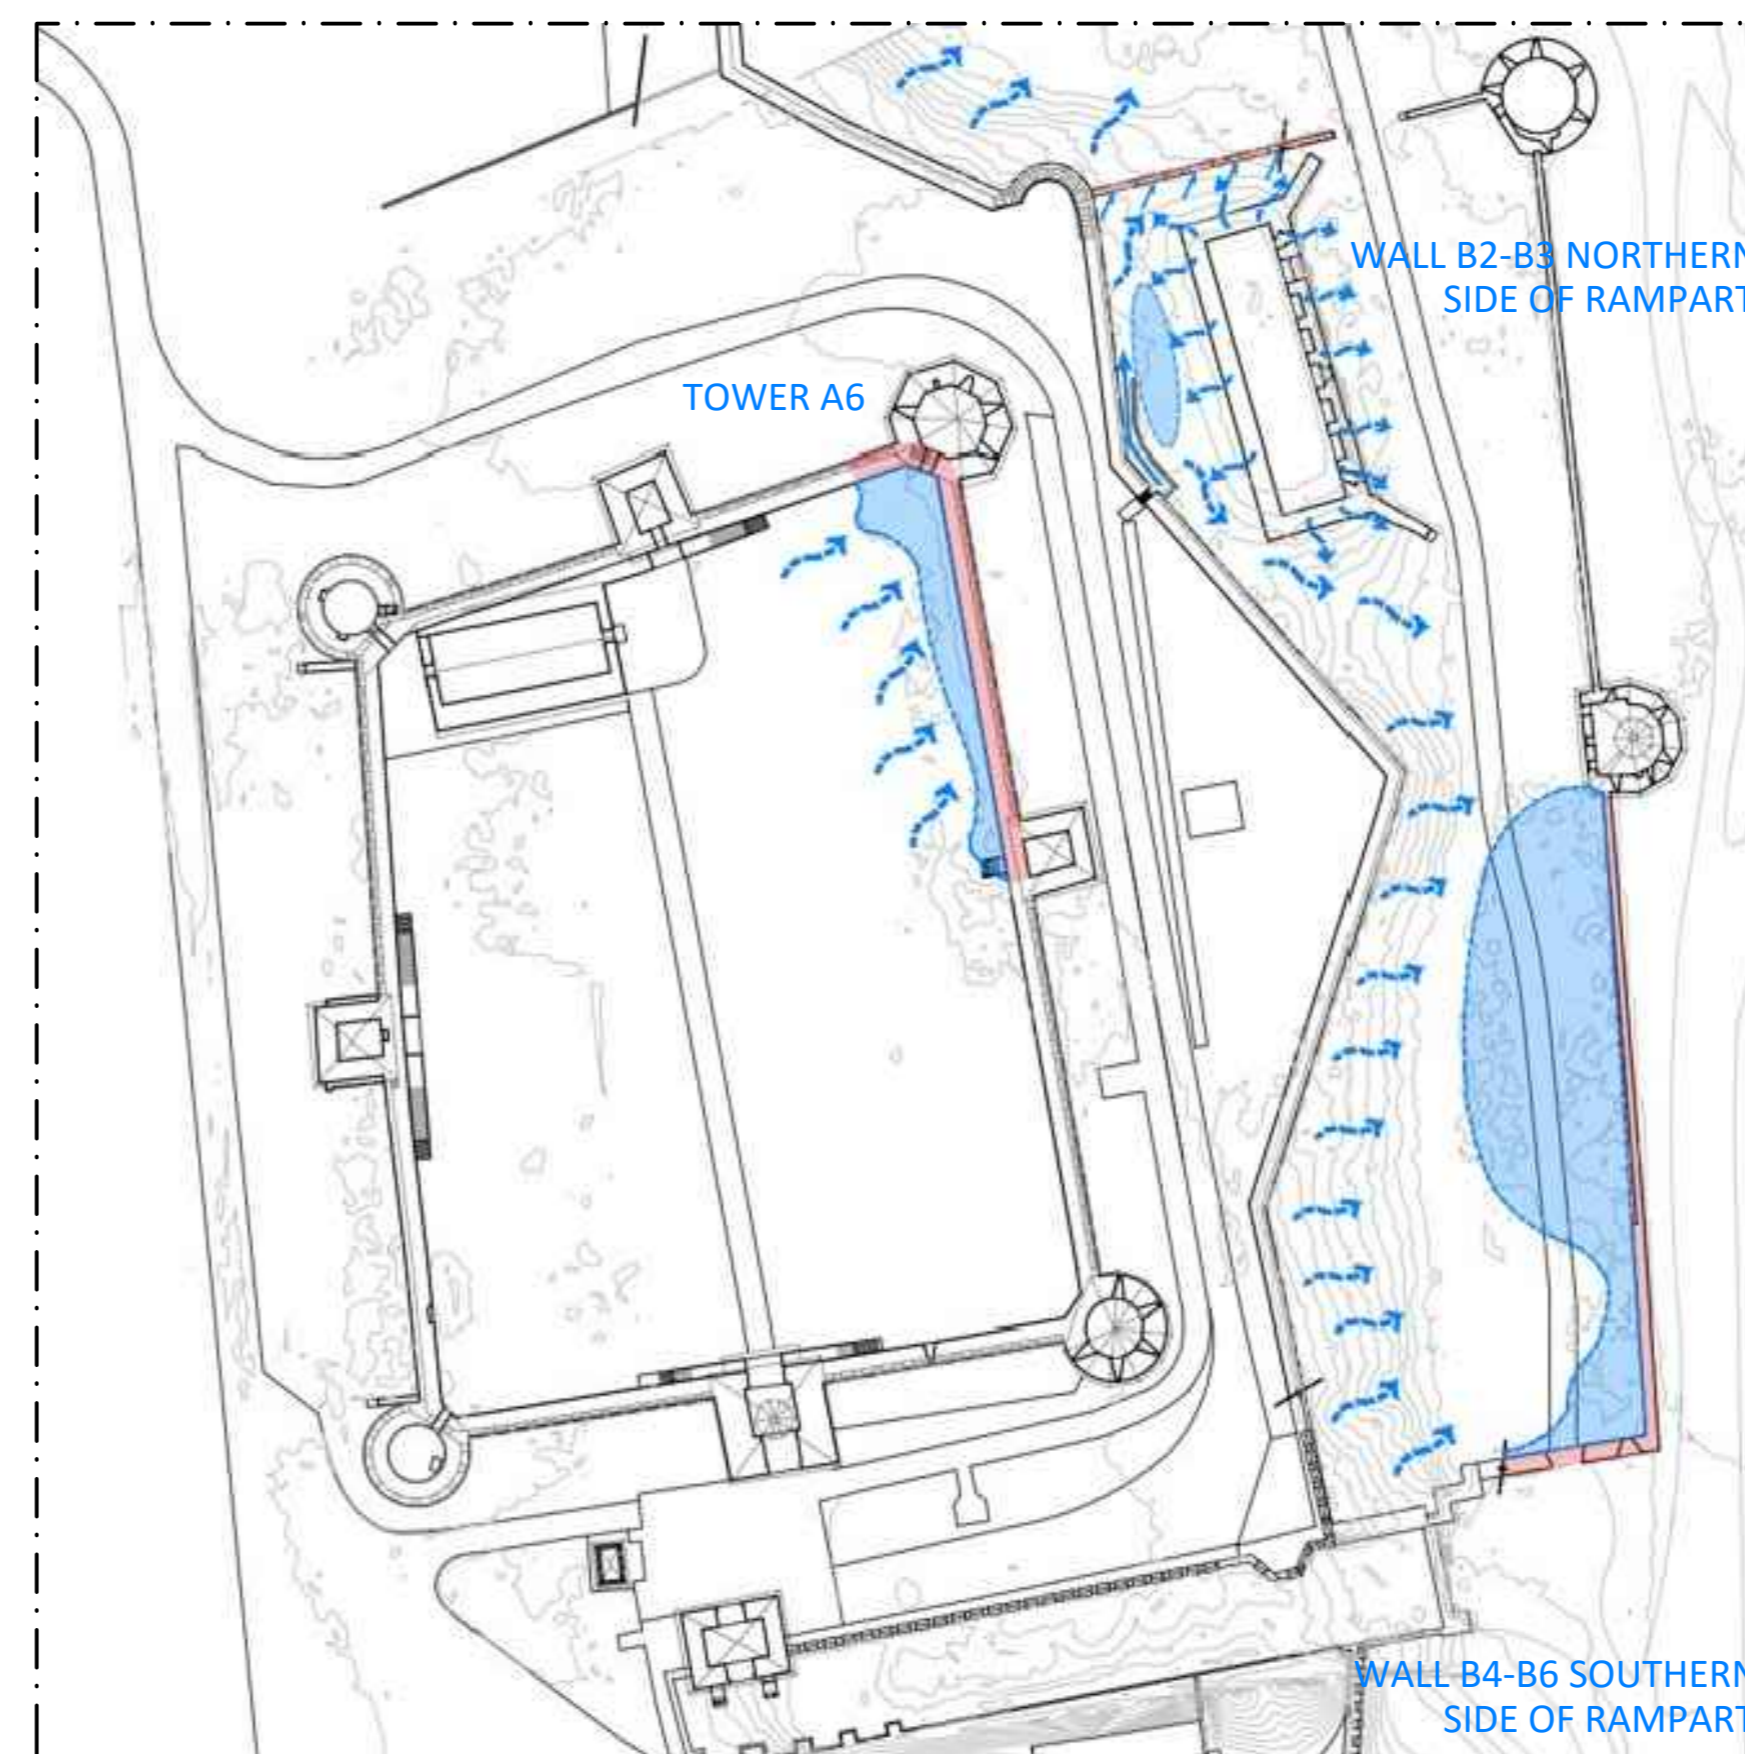 WALL B2-B3 NORTHERN
SIDE OF RAMPART
TOWER A6
WALL B4-B6 SOUTHERN
SIDE OF RAMPART